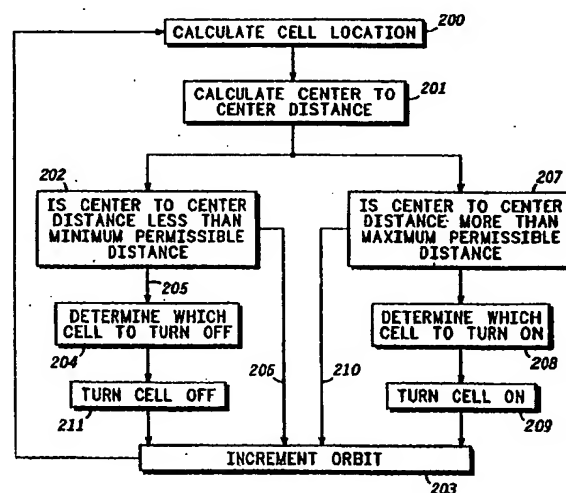 CALCULATE CELL LOCATION
200
CALCULATE CENTER TO
CENTER DISTANCE
201
202
IS CENTER TO CENTER
DISTANCE LESS THAN
MINIMUM PERMISSIBLE
DISTANCE
207
IS CENTER TO CENTER
DISTANCE MORE THAN
MAXIMUM PERMISSIBLE
DISTANCE
205
DETERMINE WHICH
CELL TO TURN OFF
204
206
210
DETERMINE WHICH
CELL TO TURN ON
208
TURN CELL OFF
211
TURN CELL ON
209
INCREMENT ORBIT
203